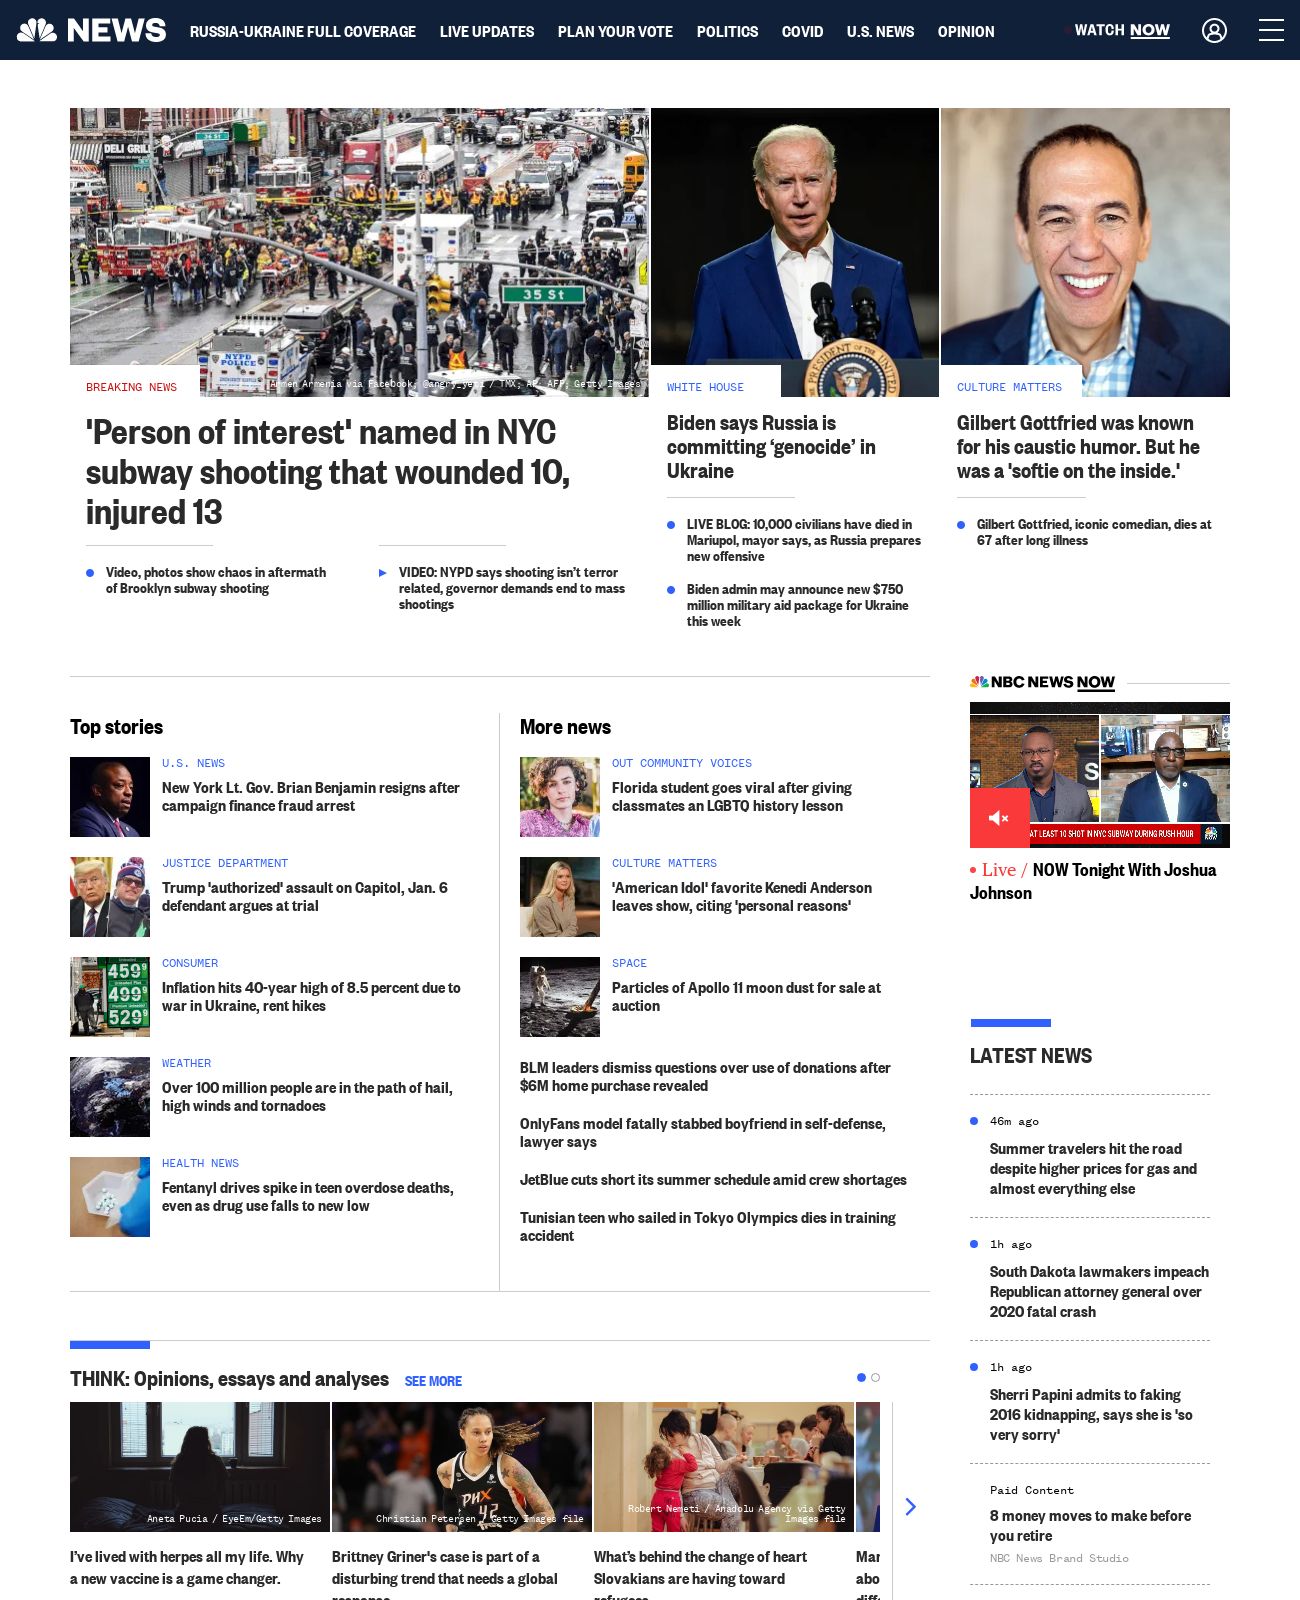 NEWS
RUSSIA-UKRAINE FULL COVERAGE
LIVE UPDATES
PLAN YOUR VOTE
POLITICS
COVID
U.S. NEWS
OPINION
WATCH NOW
36 St
DELI GRILL
35 St
NYPD
POLICE
Armen Armenia via Facebook; @angry_yeti / TMX; AP; AFP; Getty Images
BREAKING NEWS
'Person of interest' named in NYC
subway shooting that wounded 10,
injured 13
Video, photos show chaos in aftermath
of Brooklyn subway shooting
VIDEO: NYPD says shooting isn't terror
related, governor demands end to mass
shootings
WHITE HOUSE
Biden says Russia is
committing ‘genocide’ in
Ukraine
LIVE BLOG: 10,000 civilians have died in
Mariupol, mayor says, as Russia prepares
new offensive
Biden admin may announce new $750
million military aid package for Ukraine
this week
CULTURE MATTERS
Gilbert Gottfried was known
for his caustic humor. But he
was a 'softie on the inside.'
Gilbert Gottfried, iconic comedian, dies at
67 after long illness
Top stories
U.S. NEWS
New York Lt. Gov. Brian Benjamin resigns after
campaign finance fraud arrest
JUSTICE DEPARTMENT
Trump 'authorized' assault on Capitol, Jan. 6
defendant argues at trial
459
499
529
CONSUMER
Inflation hits 40-year high of 8.5 percent due to
war in Ukraine, rent hikes
WEATHER
Over 100 million people are in the path of hail,
high winds and tornadoes
HEALTH NEWS
Fentanyl drives spike in teen overdose deaths,
even as drug use falls to new low
More news
OUT COMMUNITY VOICES
Florida student goes viral after giving
classmates an LGBTQ history lesson
CULTURE MATTERS
'American Idol' favorite Kenedi Anderson
leaves show, citing 'personal reasons'
SPACE
Particles of Apollo 11 moon dust for sale at
auction
BLM leaders dismiss questions over use of donations after
$6M home purchase revealed
OnlyFans model fatally stabbed boyfriend in self-defense,
lawyer says
JetBlue cuts short its summer schedule amid crew shortages
Tunisian teen who sailed in Tokyo Olympics dies in training
accident
NBC NEWS NOW
AT LEAST 10 SHOT IN NYC SUBWAY DURING RUSH HOUR
Live / NOW Tonight With Joshua
Johnson
LATEST NEWS
46m ago
Summer travelers hit the road
despite higher prices for gas and
almost everything else
1h ago
South Dakota lawmakers impeach
Republican attorney general over
2020 fatal crash
1h ago
Sherri Papini admits to faking
2016 kidnapping, says she is 'so
very sorry'
Paid Content
8 money moves to make before
you retire
NBC News Brand Studio
THINK: Opinions, essays and analyses
SEE MORE
Aneta Pucia / EyeEm/Getty Images
I've lived with herpes all my life. Why
a new vaccine is a game changer.
PHX
42
Christian Petersen / Getty Images file
Brittney Griner's case is part of a
disturbing trend that needs a global
response
Robert Nemeti / Anadolu Agency via Getty
Images file
What's behind the change of heart
Slovakians are having toward
refugees
Mar
abo